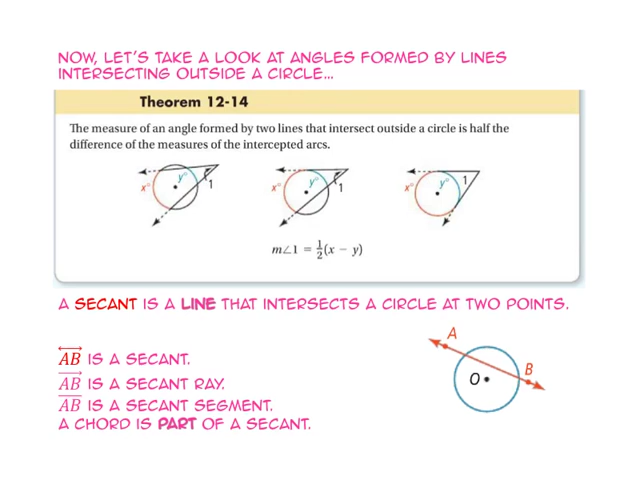 NOW, LET'S TAKE A LOOK AT ANGLES FORMED BY LINES
INTERSECTING OUTSIDE A CIRCLE...
Theorem 12-14
The measure of an angle formed by two lines that intersect outside a circle is half the
difference of the measures of the intercepted arcs.
x° y° 1
x° y° 1
x° y° 1
m∠1 = ½(x − y)
A SECANT IS A LINE THAT INTERSECTS A CIRCLE AT TWO POINTS.
A
B
O
AB IS A SECANT.
AB IS A SECANT RAY.
AB IS A SECANT SEGMENT.
A CHORD IS PART OF A SECANT.